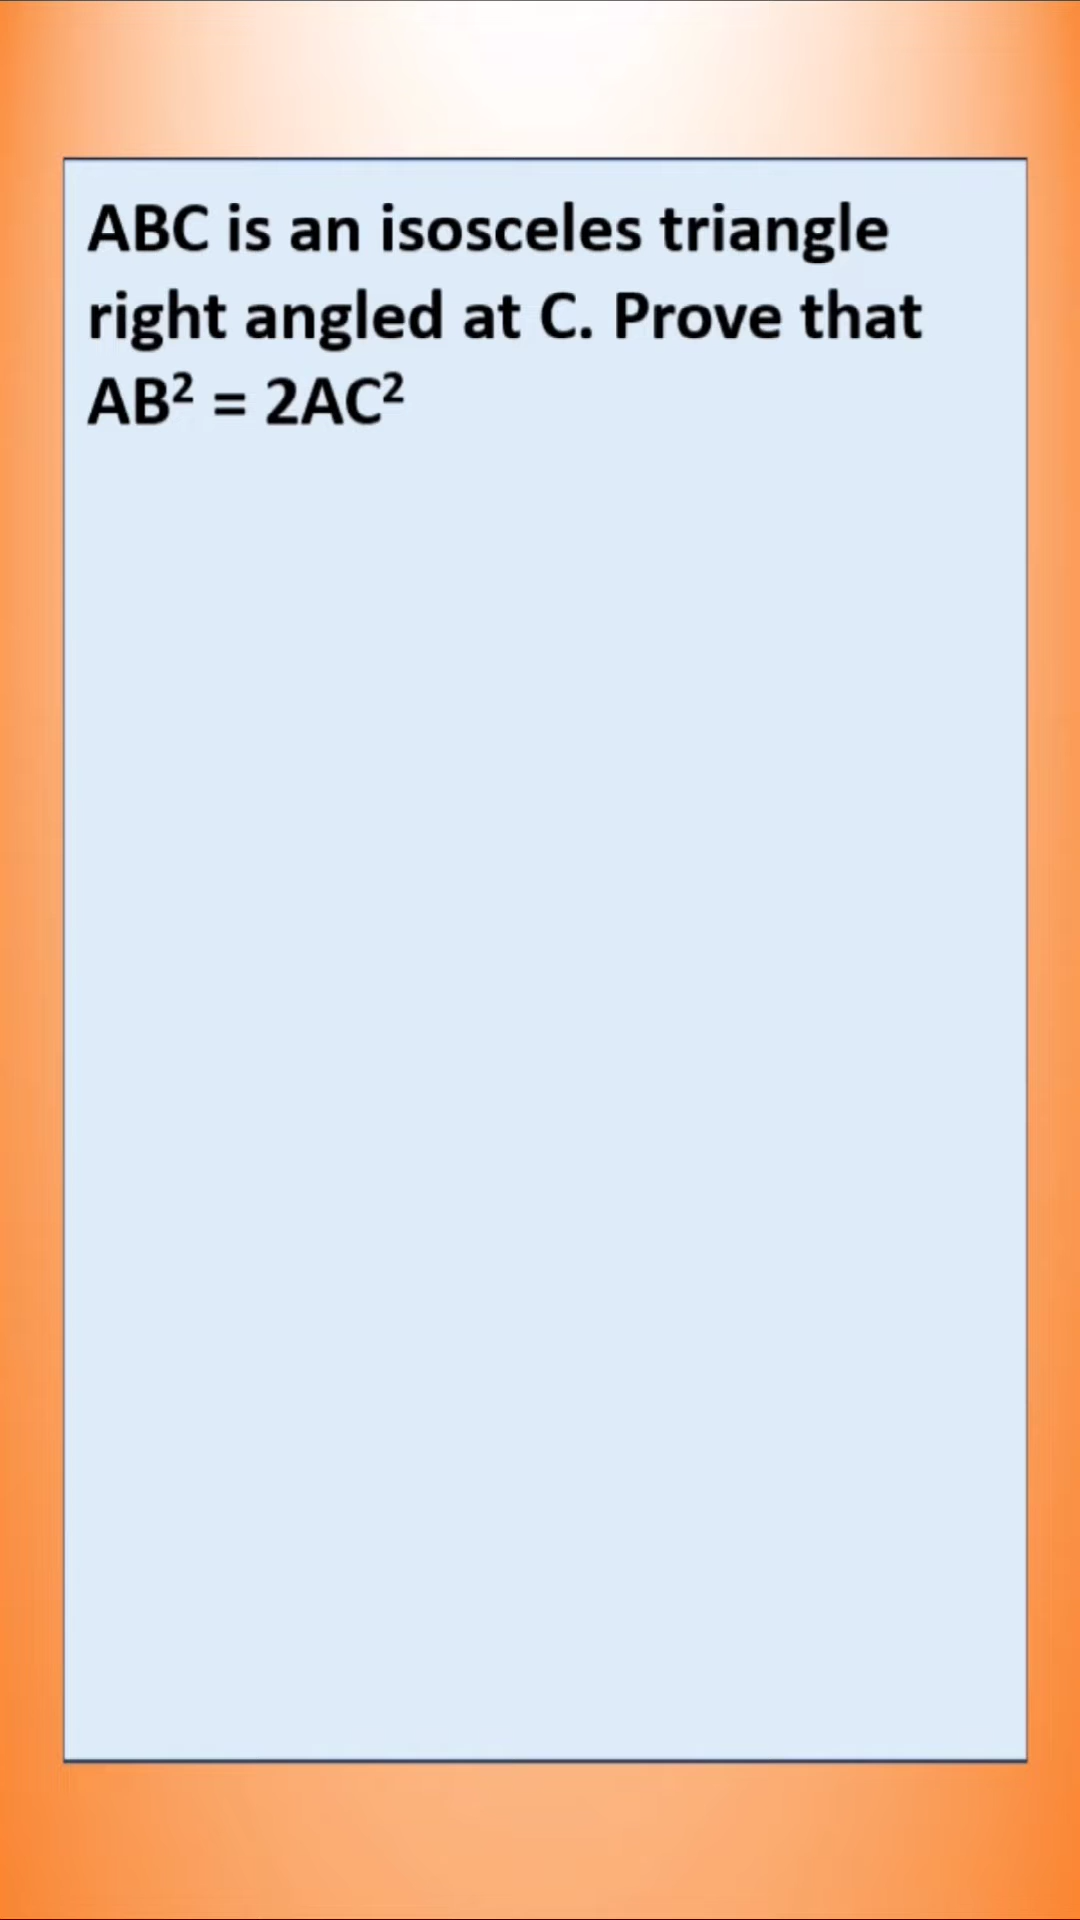 ABC is an isosceles triangle
right angled at C. Prove that
AB² = 2AC²